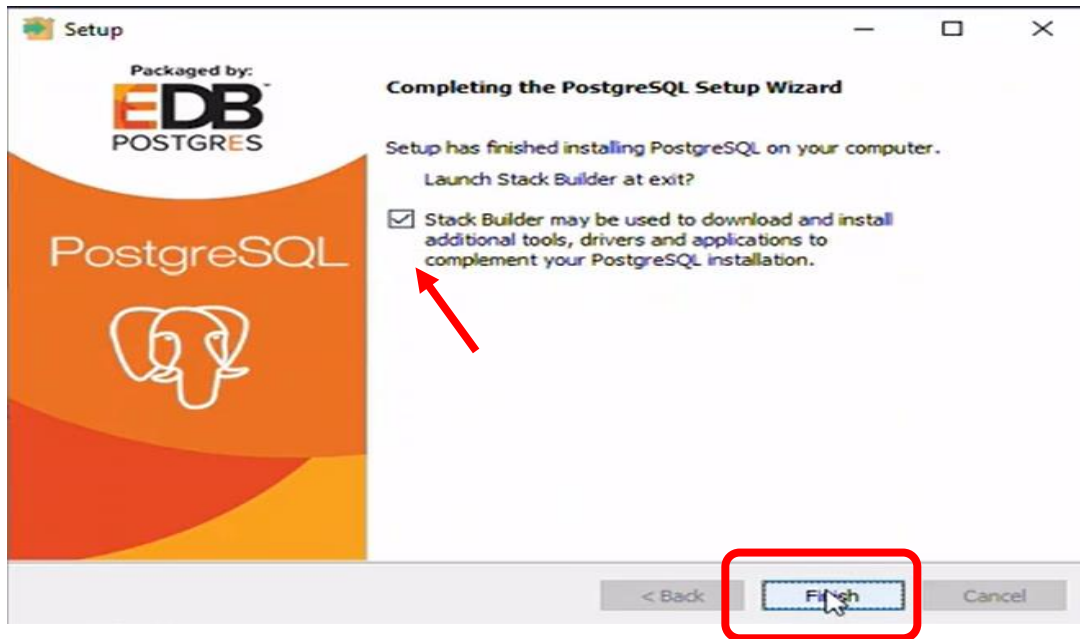 Setup
Packaged by:
EDB
POSTGRES
PostgreSQL
Completing the PostgreSQL Setup Wizard
Setup has finished installing PostgreSQL on your computer.
Launch Stack Builder at exit?
Stack Builder may be used to download and install
additional tools, drivers and applications to
complement your PostgreSQL installation.
< Back
Finish
Cancel